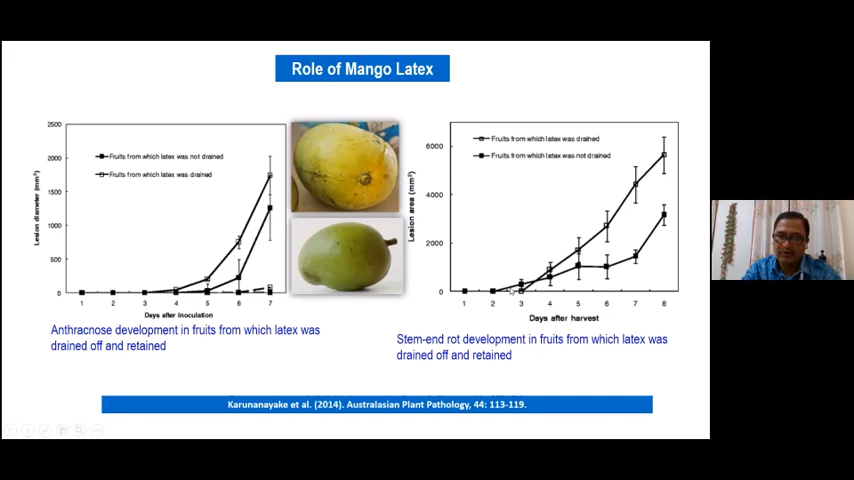 Role of Mango Latex
2500
2000
1500
1000
500
0
Lesion diameter (mm²)
Fruits from which latex was not drained
Fruits from which latex was drained
1 2 3 4 5 6 7
Days after inoculation
Anthracnose development in fruits from which latex was
drained off and retained
6000
4000
2000
0
Lesion area (mm²)
Fruits from which latex was drained
Fruits from which latex was not drained
1 2 3 4 5 6 7 8
Days after harvest
Stem-end rot development in fruits from which latex was
drained off and retained
Karunanayake et al. (2014). Australasian Plant Pathology, 44: 113-119.